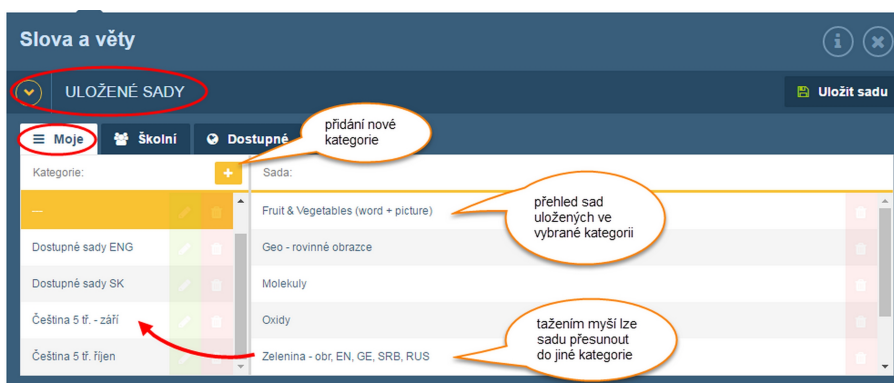 Slova a věty
ULOŽENÉ SADY
Uložit sadu
Moje
Školní
Dostupné
přidání nové
kategorie
Kategorie:
Sada:
---
Fruit & Vegetables (word + picture)
přehled sad
uložených ve
vybrané kategorii
Dostupné sady ENG
Geo - rovinné obrazce
Dostupné sady SK
Molekuly
Čeština 5 tř. - září
Oxidy
tažením myší lze
sadu přesunout
do jiné kategorie
Čeština 5 tř. říjen
Zelenina - obr, EN, GE, SRB, RUS